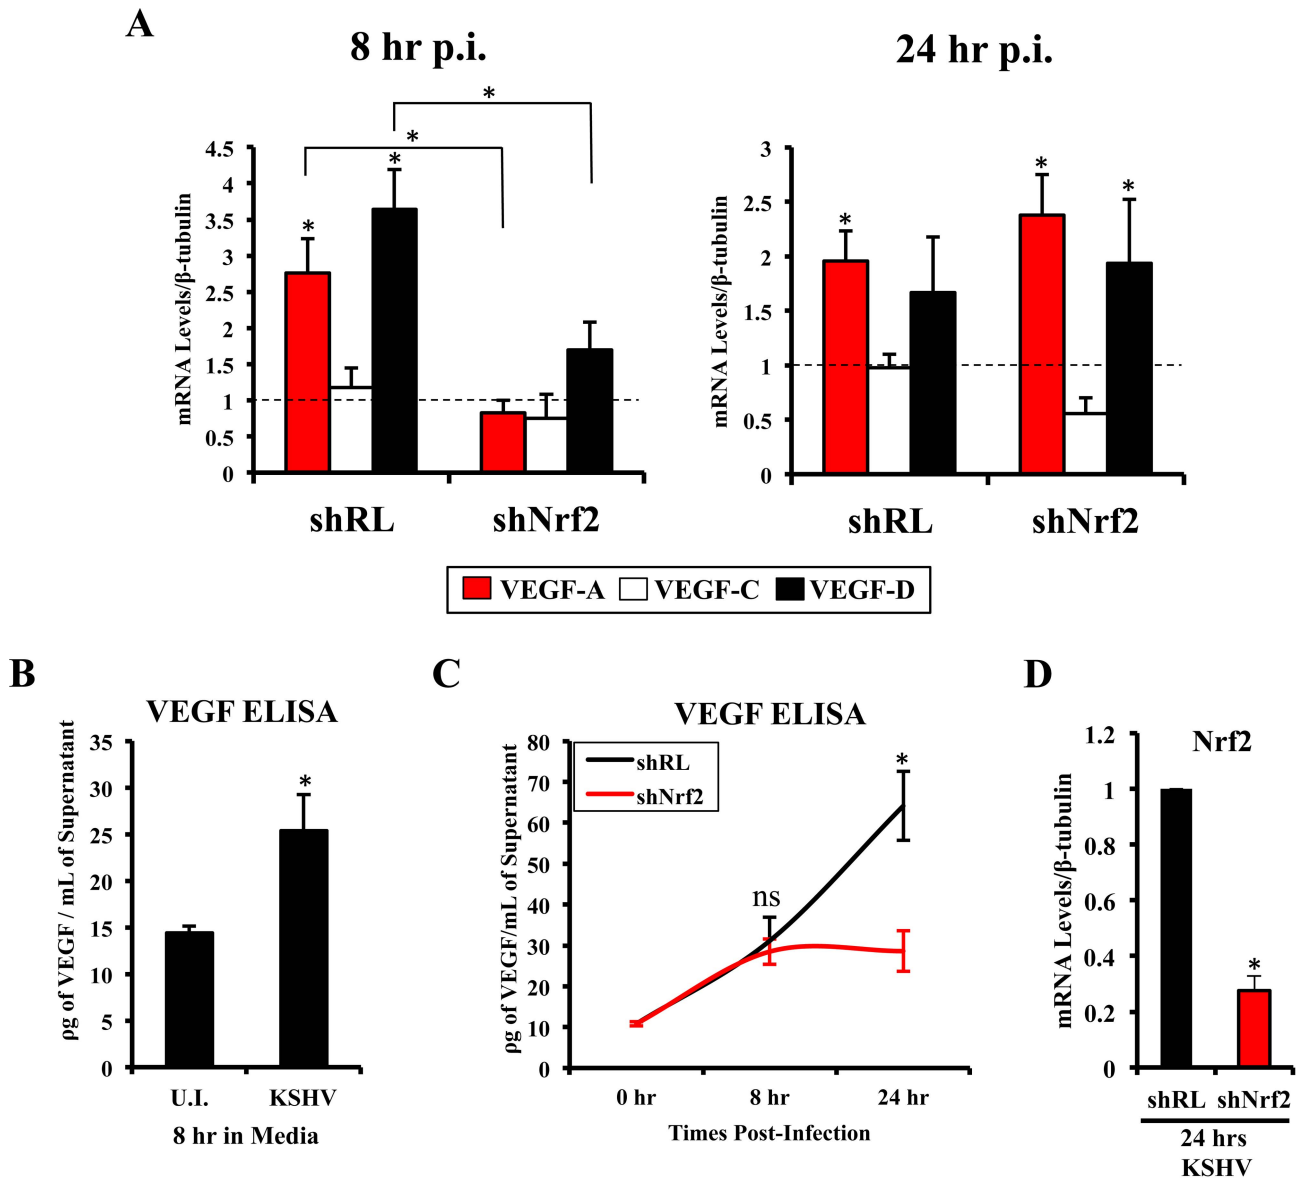 A
8 hr p.i.
24 hr p.i.
*
*
*
*
mRNA Levels/β-tubulin
4.5
4
3.5
3
2.5
2
1.5
1
0.5
0
shRL
shNrf2
*
*
*
mRNA Levels/β-tubulin
3
2.5
2
1.5
1
0.5
0
shRL
shNrf2
VEGF-A VEGF-C VEGF-D
B
VEGF ELISA
ρg of VEGF / mL of Supernatant
35
30
25
20
15
10
5
0
*
U.I. KSHV
8 hr in Media
C
VEGF ELISA
ρg of VEGF/mL of Supernatant
80
70
60
50
40
30
20
10
0
shRL
shNrf2
*
ns
0 hr 8 hr 24 hr
Times Post-Infection
D
Nrf2
mRNA Levels/β-tubulin
1.2
1
0.8
0.6
0.4
0.2
0
*
shRL shNrf2
24 hrs
KSHV